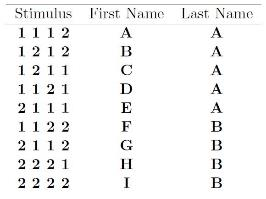 Stimulus First Name Last Name
1 1 1 2 A A
1 2 1 2 B A
1 2 1 1 C A
1 1 2 1 D A
2 1 1 1 E A
1 1 2 2 F B
2 1 1 2 G B
2 2 2 1 H B
2 2 2 2 I B